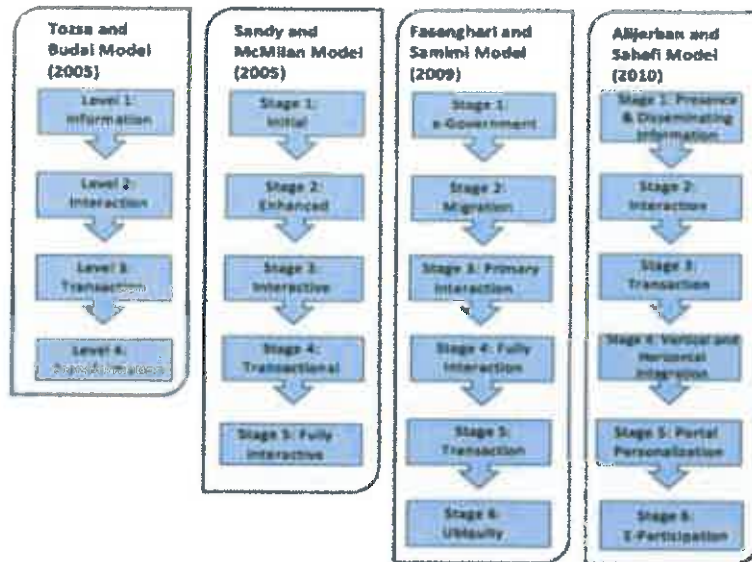 Tozsa and
Budai Model
(2005)
Level 1:
Information
Level 2:
Interaction
Level 3:
Transaction
Level 4:
Sandy and
McMilan Model
(2005)
Stage 1:
Initial
Stage 2:
Enhanced
Stage 3:
Interactive
Stage 4:
Transactional
Stage 5: Fully
Interactive
Fasanghari and
Samimi Model
(2009)
Stage 1:
e-Government
Stage 2:
Migration
Stage 3: Primary
Interaction
Stage 4: Fully
Interaction
Stage 5:
Transaction
Stage 6:
Ubiquity
Alijerban and
Sahafi Model
(2010)
Stage 1: Presence
& Disseminating
Information
Stage 2:
Interaction
Stage 3:
Transaction
Stage 4: Vertical and
Horizontal
Integration
Stage 5: Portal
Personalization
Stage 6:
E-Participation